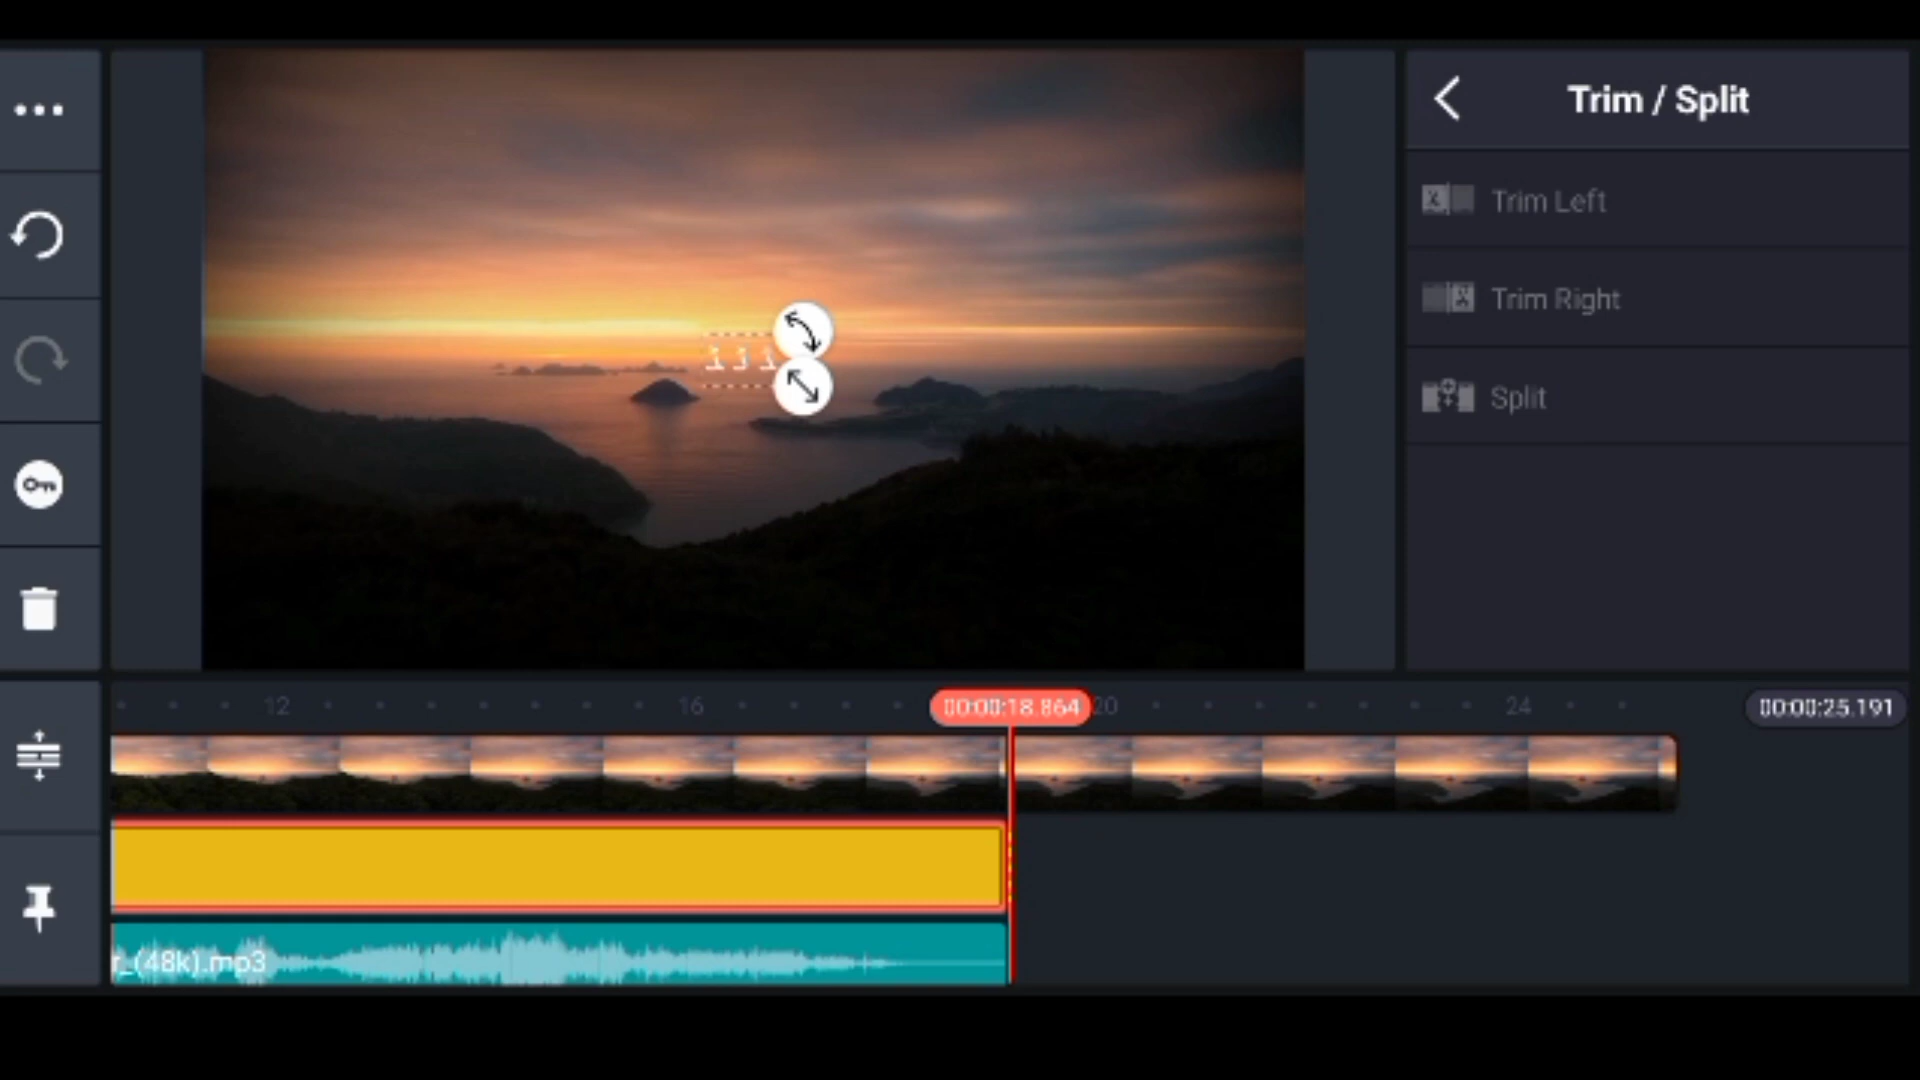 Trim / Split
Trim Left
Trim Right
Split
12
16
00:00:18.864
20
24
00:00:25.191
r_(48k).mp3